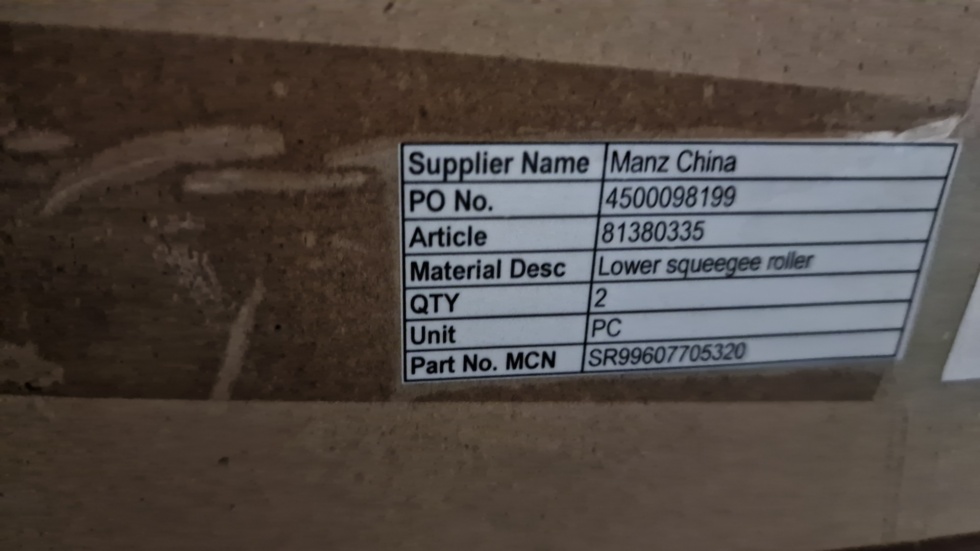 Supplier Name Manz China
PO No. 4500098199
Article 81380335
Material Desc Lower squeegee roller
QTY 2
Unit PC
Part No. MCN SR99607705320